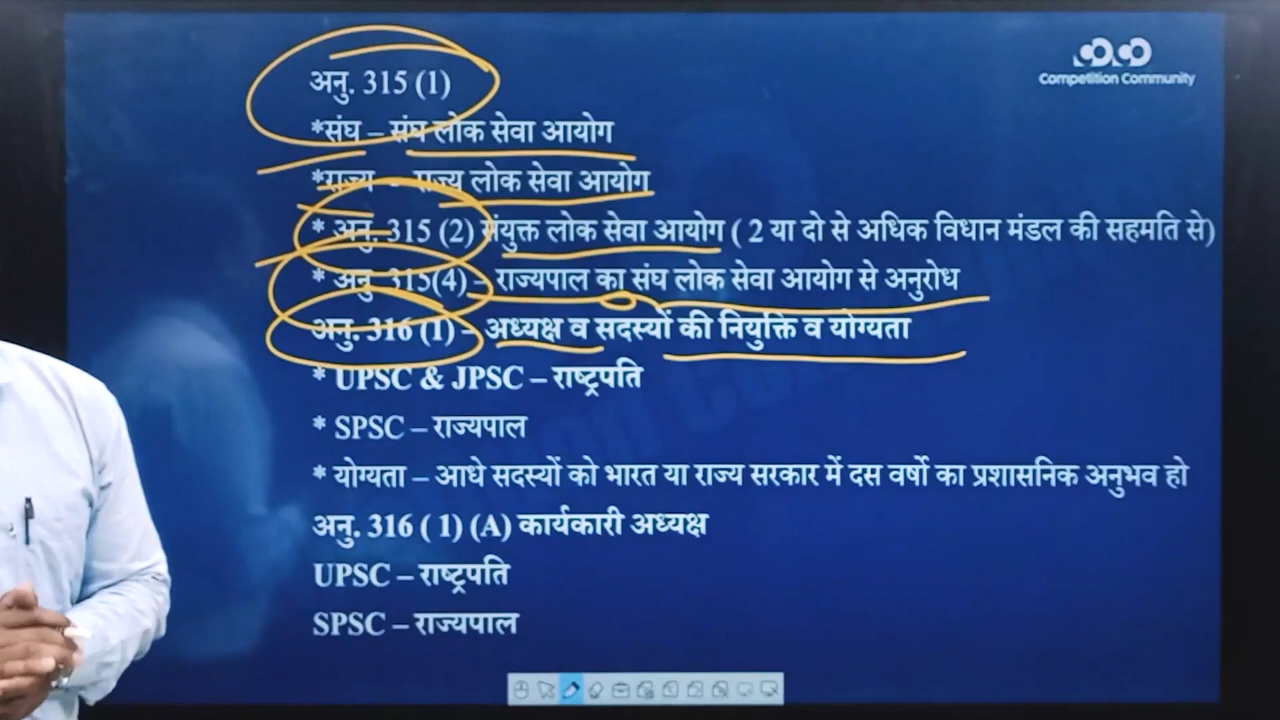 अनु. 315 (1)
Competition Community
*संघ – संघ लोक सेवा आयोग
*राज्य - राज्य लोक सेवा आयोग
* अनु. 315 (2) संयुक्त लोक सेवा आयोग ( 2 या दो से अधिक विधान मंडल की सहमति से)
* अनु 315(4) – राज्यपाल का संघ लोक सेवा आयोग से अनुरोध
अनु. 316 (1) – अध्यक्ष व सदस्यों की नियुक्ति व योग्यता
* UPSC & JPSC – राष्ट्रपति
* SPSC – राज्यपाल
* योग्यता – आधे सदस्यों को भारत या राज्य सरकार में दस वर्षो का प्रशासनिक अनुभव हो
अनु. 316 ( 1) (A) कार्यकारी अध्यक्ष
UPSC – राष्ट्रपति
SPSC – राज्यपाल